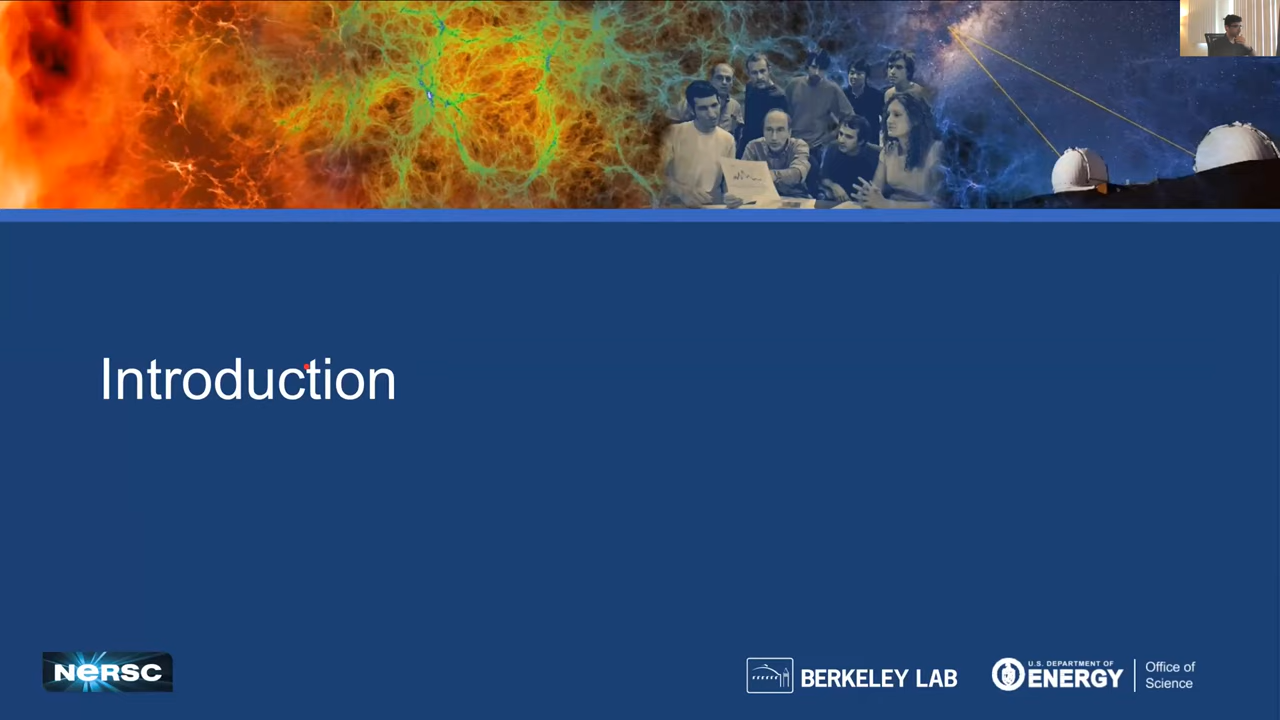 Introduction
NERSC
BERKELEY LAB
U.S. DEPARTMENT OF
ENERGY
Office of
Science